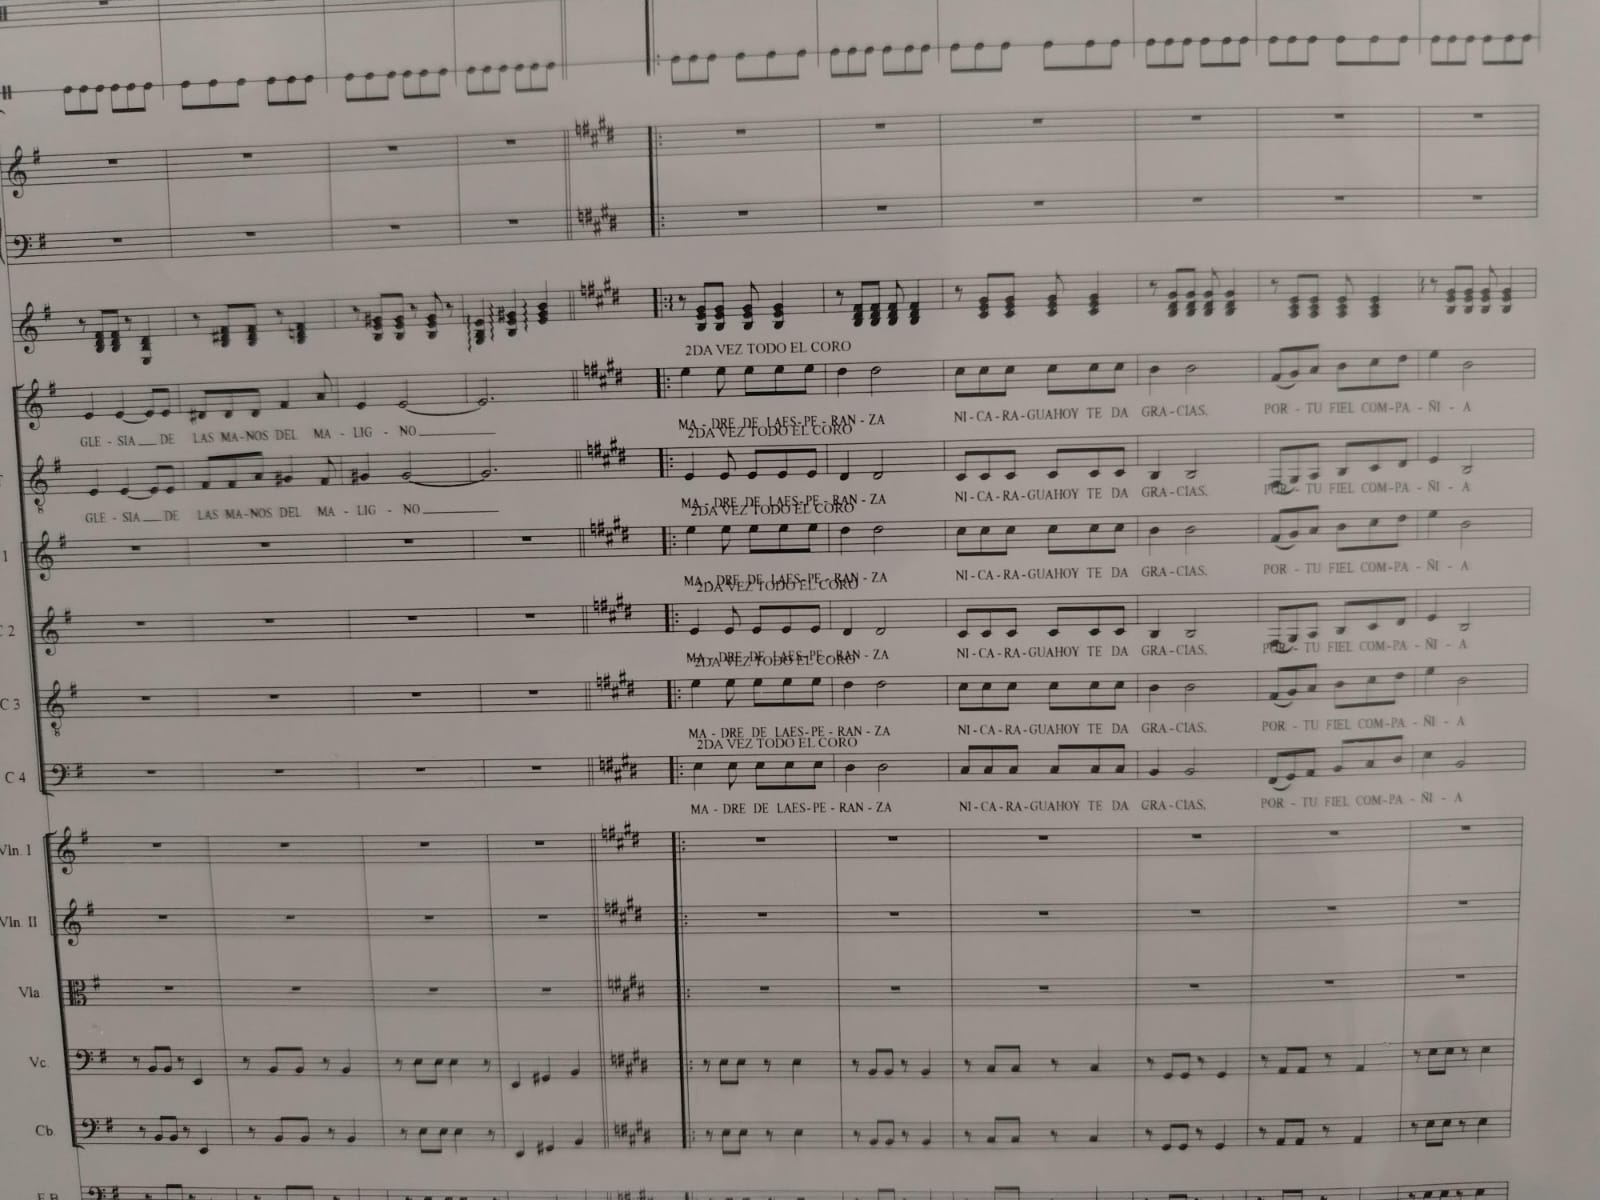 2DA VEZ TODO EL CORO
GLE - SIA DE LAS MA-NOS DEL MA - LIG - NO
MA - DRE DE LAES-PE - RAN - ZA NI-CA-RA-GUAHOY TE DA GRA-CIAS. POR - TU FIEL COM-PA - ÑI - A
2DA VEZ TODO EL CORO
GLE - SIA DE LAS MA-NOS DEL MA - LIG - NO
MA - DRE DE LAES-PE - RAN - ZA NI-CA-RA-GUAHOY TE DA GRA-CIAS. POR - TU FIEL COM-PA - ÑI - A
2DA VEZ TODO EL CORO
1
MA - DRE DE LAES-PE - RAN - ZA NI-CA-RA-GUAHOY TE DA GRA-CIAS. POR - TU FIEL COM-PA - ÑI - A
2DA VEZ TODO EL CORO
C 2
MA - DRE DE LAES-PE - RAN - ZA NI-CA-RA-GUAHOY TE DA GRA-CIAS. POR - TU FIEL COM-PA - ÑI - A
2DA VEZ TODO EL CORO
C 3
MA - DRE DE LAES-PE - RAN - ZA NI-CA-RA-GUAHOY TE DA GRA-CIAS. POR - TU FIEL COM-PA - ÑI - A
2DA VEZ TODO EL CORO
C 4
MA - DRE DE LAES-PE - RAN - ZA NI-CA-RA-GUAHOY TE DA GRA-CIAS. POR - TU FIEL COM-PA - ÑI - A
Vln. I
Vln. II
Vla
Vc.
Cb.